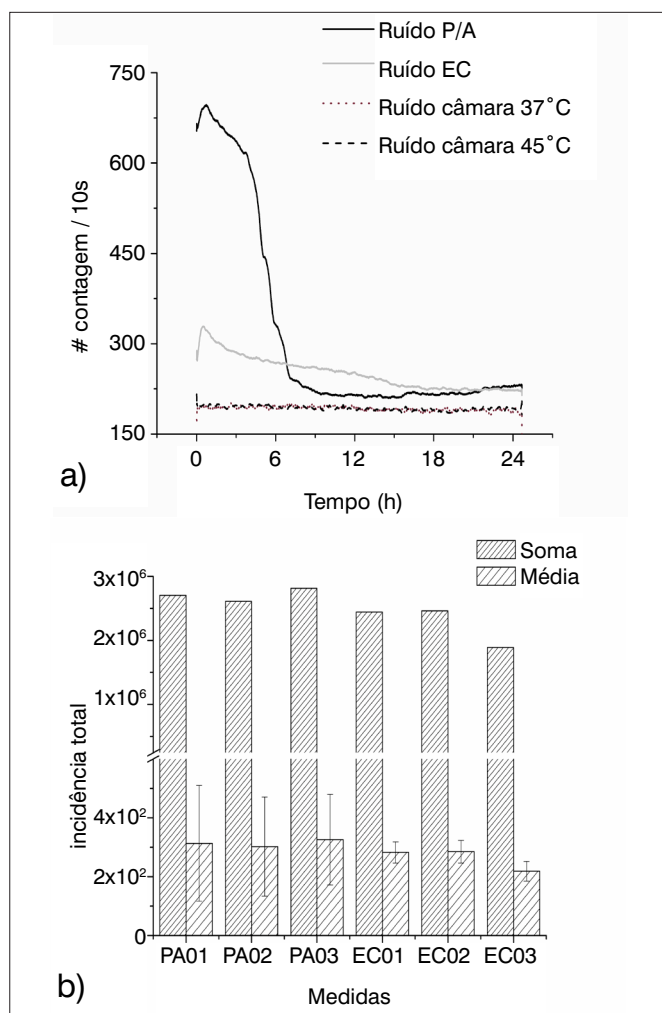 Ruído P/A
Ruído EC
Ruído câmara 37°C
Ruído câmara 45°C
750
600
450
300
150
# contagem / 10s
0 6 12 18 24
Tempo (h)
a)
Soma
Média
3x10⁶
2x10⁶
1x10⁶
4x10²
2x10²
0
incidência total
PA01 PA02 PA03 EC01 EC02 EC03
Medidas
b)